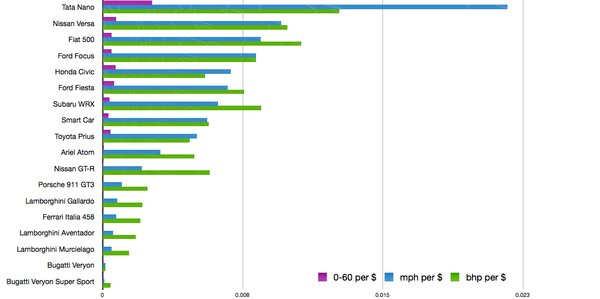 Tata Nano
Nissan Versa
Fiat 500
Ford Focus
Honda Civic
Ford Fiesta
Subaru WRX
Smart Car
Toyota Prius
Ariel Atom
Nissan GT-R
Porsche 911 GT3
Lamborghini Gallardo
Ferrari Italia 458
Lamborghini Aventador
Lamborghini Murcielago
Bugatti Veryon
Bugatti Veryon Super Sport
0-60 per $ mph per $ bhp per $
0 0.008 0.015 0.023